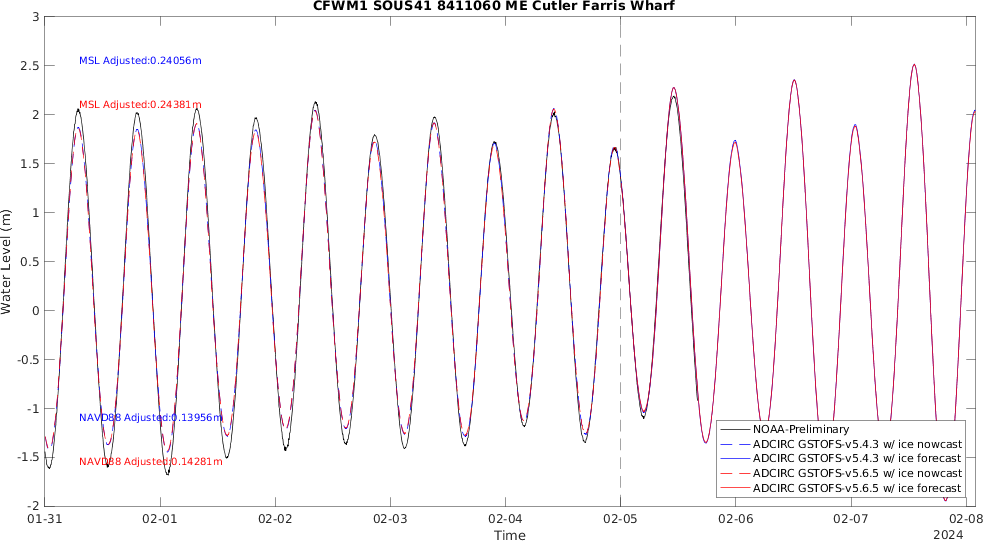 CFWM1 SOUS41 8411060 ME Cutler Farris Wharf
3
2.5
2
1.5
1
0.5
0
-0.5
-1
-1.5
-2
Water Level (m)
MSL Adjusted:0.24056m
MSL Adjusted:0.24381m
NAVD88 Adjusted:0.13956m
NAVD88 Adjusted:0.14281m
NOAA-Preliminary
ADCIRC GSTOFS-v5.4.3 w/ ice nowcast
ADCIRC GSTOFS-v5.4.3 w/ ice forecast
ADCIRC GSTOFS-v5.6.5 w/ ice nowcast
ADCIRC GSTOFS-v5.6.5 w/ ice forecast
01-31 02-01 02-02 02-03 02-04 02-05 02-06 02-07 02-08
Time
2024